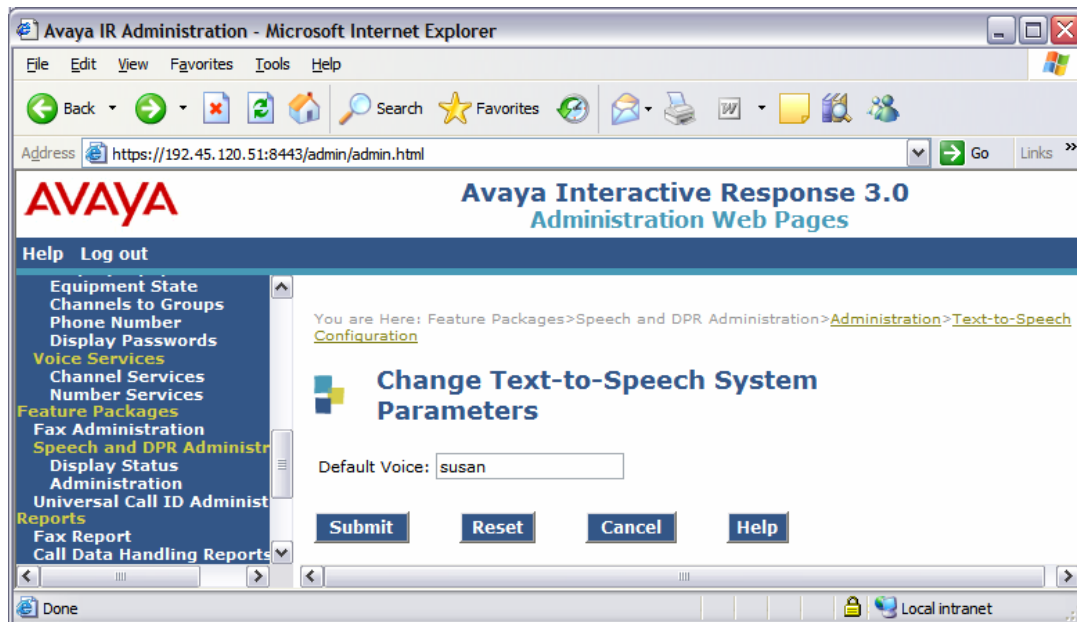 Avaya IR Administration - Microsoft Internet Explorer
File Edit View Favorites Tools Help
Back Search Favorites
Address https://192.45.120.51:8443/admin/admin.html Go Links »
AVAYA
Avaya Interactive Response 3.0
Administration Web Pages
Help Log out
Equipment State
Channels to Groups
Phone Number
Display Passwords
Voice Services
Channel Services
Number Services
Feature Packages
Fax Administration
Speech and DPR Administr
Display Status
Administration
Universal Call ID Administ
Reports
Fax Report
Call Data Handling Reports
You are Here: Feature Packages>Speech and DPR Administration>Administration>Text-to-Speech
Configuration
Change Text-to-Speech System
Parameters
Default Voice: susan
Submit Reset Cancel Help
Done Local intranet